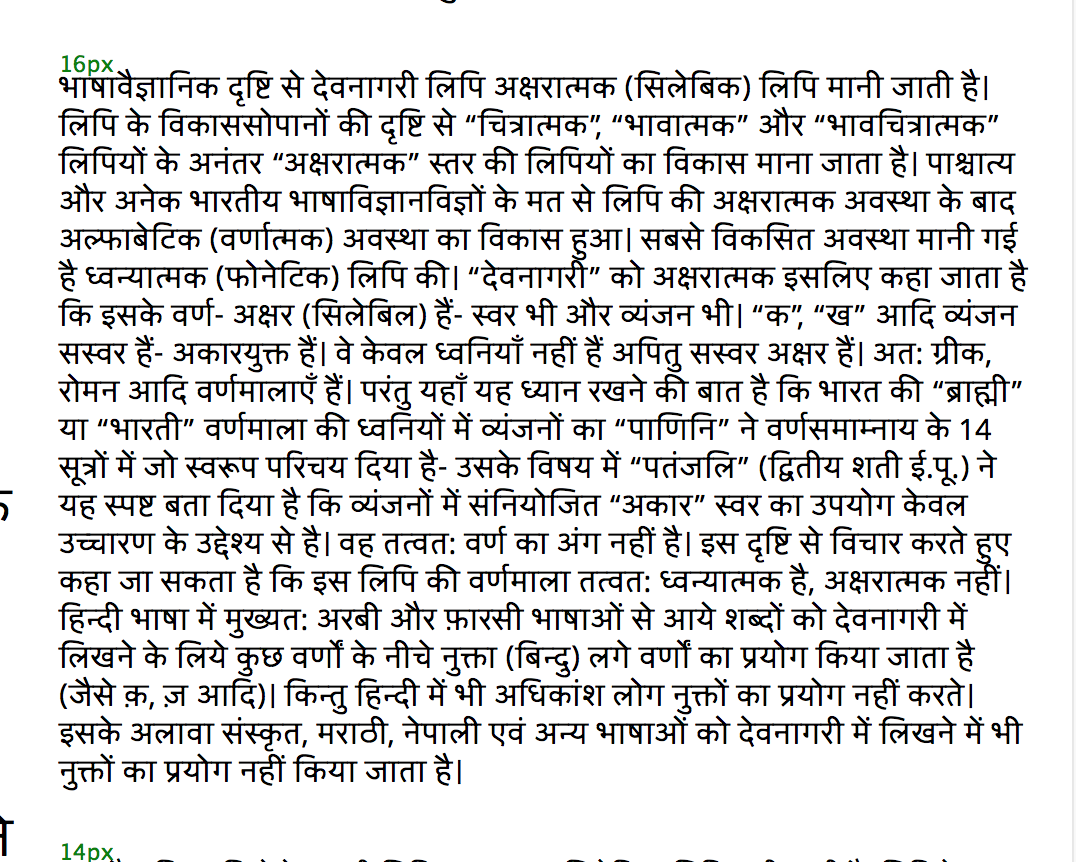 16px
भाषावैज्ञानिक दृष्टि से देवनागरी लिपि अक्षरात्मक (सिलेबिक) लिपि मानी जाती है|
लिपि के विकाससोपानों की दृष्टि से “चित्रात्मक”, “भावात्मक” और “भावचित्रात्मक”
लिपियों के अनंतर “अक्षरात्मक” स्तर की लिपियों का विकास माना जाता है| पाश्चात्य
और अनेक भारतीय भाषाविज्ञानविज्ञों के मत से लिपि की अक्षरात्मक अवस्था के बाद
अल्फाबेटिक (वर्णात्मक) अवस्था का विकास हुआ| सबसे विकसित अवस्था मानी गई
है ध्वन्यात्मक (फोनेटिक) लिपि की| “देवनागरी” को अक्षरात्मक इसलिए कहा जाता है
कि इसके वर्ण- अक्षर (सिलेबिल) हैं- स्वर भी और व्यंजन भी| “क”, “ख” आदि व्यंजन
सस्वर हैं- अकारयुक्त हैं| वे केवल ध्वनियाँ नहीं हैं अपितु सस्वर अक्षर हैं| अत: ग्रीक,
रोमन आदि वर्णमालाएँ हैं| परंतु यहाँ यह ध्यान रखने की बात है कि भारत की “ब्राह्मी”
या “भारती” वर्णमाला की ध्वनियों में व्यंजनों का “पाणिनि” ने वर्णसमाम्नाय के 14
सूत्रों में जो स्वरूप परिचय दिया है- उसके विषय में “पतंजलि” (द्वितीय शती ई.पू.) ने
यह स्पष्ट बता दिया है कि व्यंजनों में संनियोजित “अकार” स्वर का उपयोग केवल
उच्चारण के उद्देश्य से है| वह तत्वत: वर्ण का अंग नहीं है| इस दृष्टि से विचार करते हुए
कहा जा सकता है कि इस लिपि की वर्णमाला तत्वत: ध्वन्यात्मक है, अक्षरात्मक नहीं|
हिन्दी भाषा में मुख्यत: अरबी और फ़ारसी भाषाओं से आये शब्दों को देवनागरी में
लिखने के लिये कुछ वर्णों के नीचे नुक्ता (बिन्दु) लगे वर्णों का प्रयोग किया जाता है
(जैसे क़, ज़ आदि)| किन्तु हिन्दी में भी अधिकांश लोग नुक्तों का प्रयोग नहीं करते|
इसके अलावा संस्कृत, मराठी, नेपाली एवं अन्य भाषाओं को देवनागरी में लिखने में भी
नुक्तों का प्रयोग नहीं किया जाता है|
14px